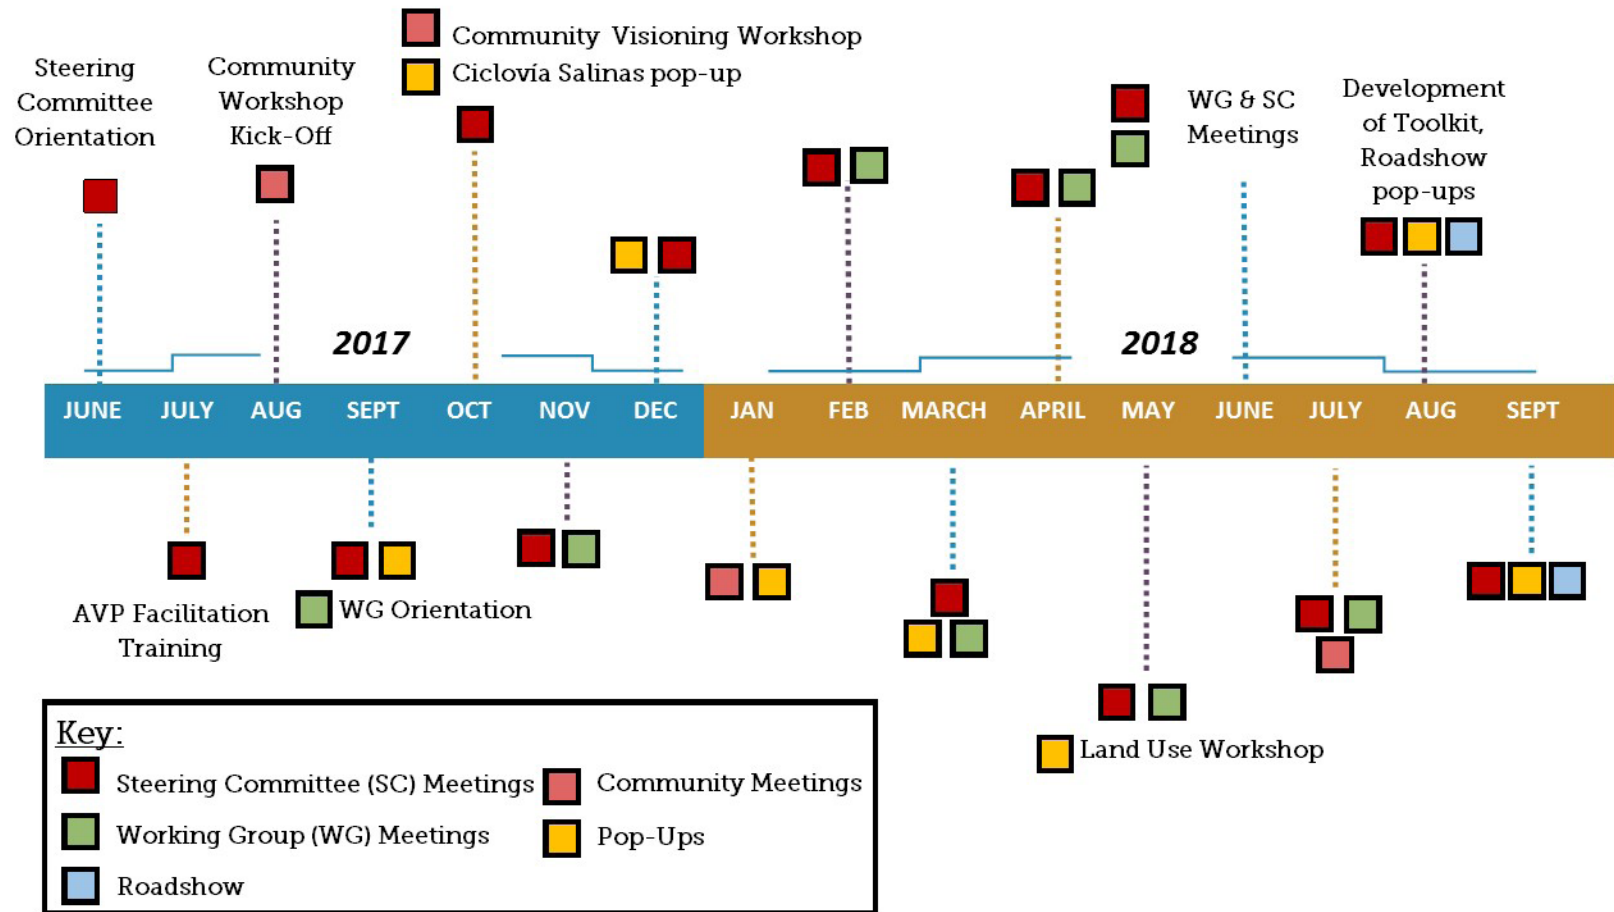 Community Visioning Workshop
Ciclovía Salinas pop-up
Steering
Committee
Orientation
Community
Workshop
Kick-Off
WG & SC
Meetings
Development
of Toolkit,
Roadshow
pop-ups
2017
2018
JUNE JULY AUG SEPT OCT NOV DEC JAN FEB MARCH APRIL MAY JUNE JULY AUG SEPT
AVP Facilitation
Training
WG Orientation
Land Use Workshop
Key:
Steering Committee (SC) Meetings
Community Meetings
Working Group (WG) Meetings
Pop-Ups
Roadshow